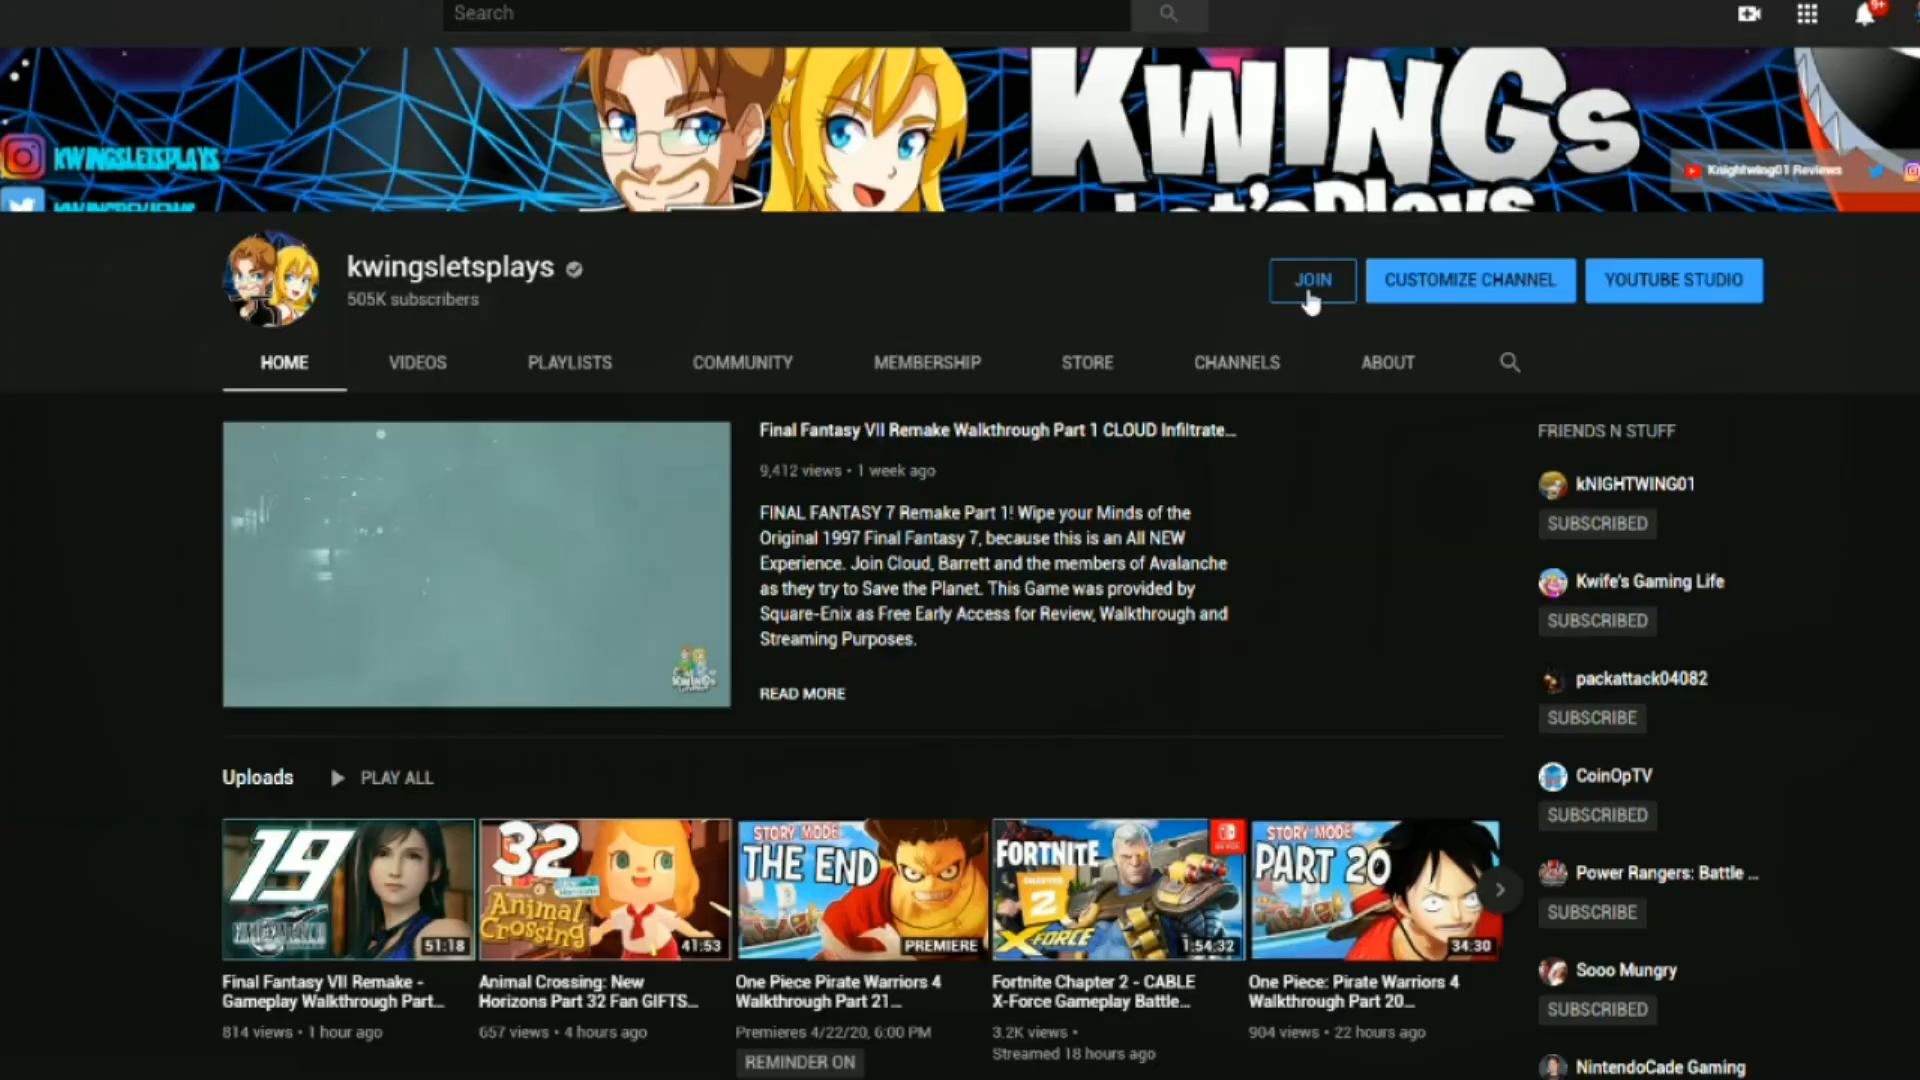 Search
9+
KWINGs
Let'sPlays
KWINGSLETSPLAYS
KWINGREVIEWS
Knightwing01 Reviews
kwingsletsplays
505K subscribers
JOIN
CUSTOMIZE CHANNEL
YOUTUBE STUDIO
HOME
VIDEOS
PLAYLISTS
COMMUNITY
MEMBERSHIP
STORE
CHANNELS
ABOUT
Final Fantasy VII Remake Walkthrough Part 1 CLOUD Infiltrate...
9,412 views • 1 week ago
FINAL FANTASY 7 Remake Part 1! Wipe your Minds of the
Original 1997 Final Fantasy 7, because this is an All NEW
Experience. Join Cloud, Barrett and the members of Avalanche
as they try to Save the Planet. This Game was provided by
Square-Enix as Free Early Access for Review, Walkthrough and
Streaming Purposes.
READ MORE
KWINGs
FRIENDS N STUFF
kNIGHTWING01
SUBSCRIBED
Kwife's Gaming Life
SUBSCRIBED
packattack04082
SUBSCRIBE
CoinOpTV
SUBSCRIBED
Power Rangers: Battle ...
SUBSCRIBE
Sooo Mungry
SUBSCRIBED
NintendoCade Gaming
Uploads
PLAY ALL
19
51:18
Final Fantasy VII Remake -
Gameplay Walkthrough Part...
814 views • 1 hour ago
32
Animal
Crossing
41:53
Animal Crossing: New
Horizons Part 32 Fan GIFTS...
657 views • 4 hours ago
STORY MODE
THE END
PREMIERE
One Piece Pirate Warriors 4
Walkthrough Part 21...
Premieres 4/22/20, 6:00 PM
REMINDER ON
FORTNITE
CHAPTER
2
X-FORCE
1:54:32
Fortnite Chapter 2 - CABLE
X-Force Gameplay Battle...
3.2K views •
Streamed 18 hours ago
STORY MODE
PART 20
34:30
One Piece: Pirate Warriors 4
Walkthrough Part 20...
904 views • 22 hours ago